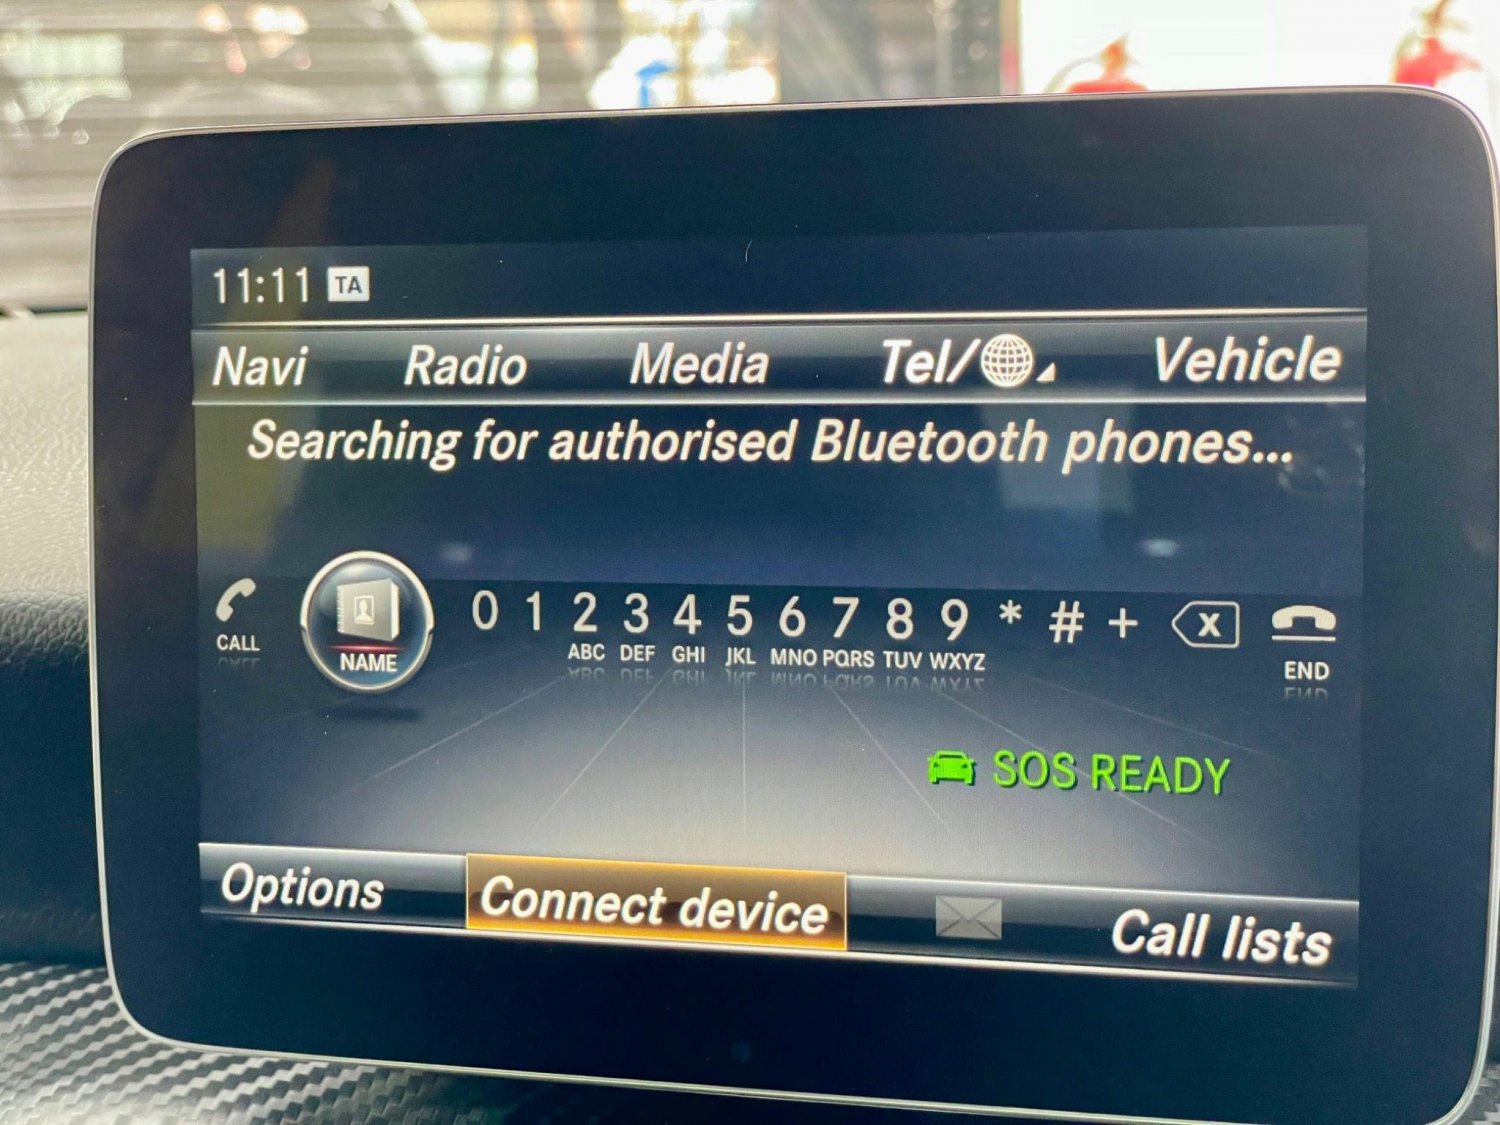 11:11 TA
Navi Radio Media Tel/ Vehicle
Searching for authorised Bluetooth phones...
CALL NAME 0 1 2 3 4 5 6 7 8 9 * # + x END
ABC DEF GHI JKL MNO PQRS TUV WXYZ
SOS READY
Options Connect device Call lists